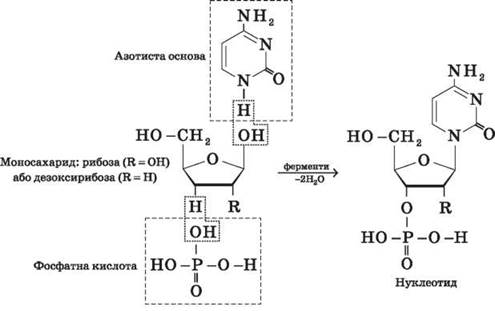 NH₂
N
Азотиста основа
N
O
H
HO–CH₂
OH
O
Моносахарид: рибоза (R = OH)
або дезоксирибоза (R = H)
H
R
OH
Фосфатна кислота
HO–P–O–H
O
ферменти
–2H₂O
NH₂
N
N
O
HO–CH₂
O
O
R
HO–P–O–H
O
Нуклеотид